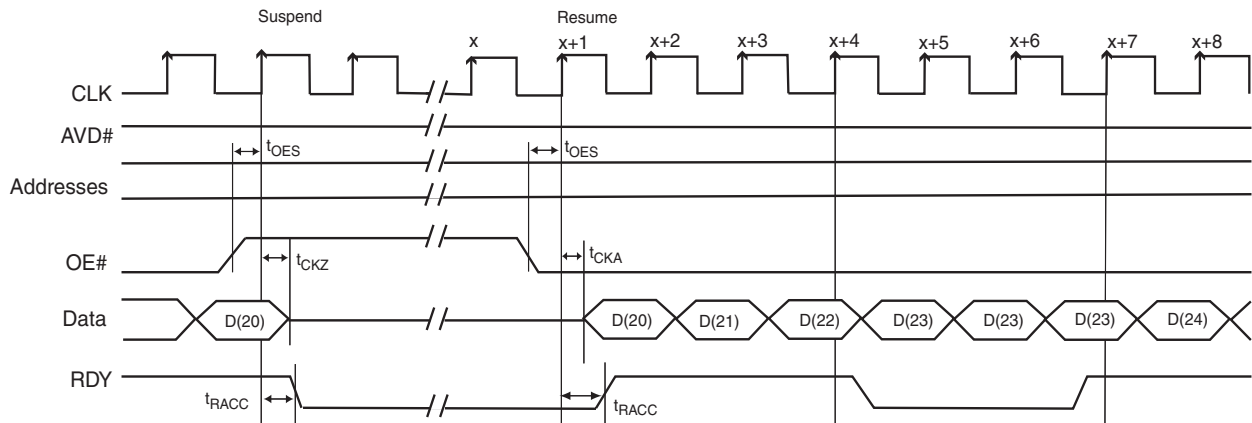 Suspend Resume
x x+1 x+2 x+3 x+4 x+5 x+6 x+7 x+8
CLK
AVD#
tOES tOES
Addresses
OE#
tCKZ tCKA
Data D(20) D(20) D(21) D(22) D(23) D(23) D(23) D(24)
RDY
tRACC tRACC